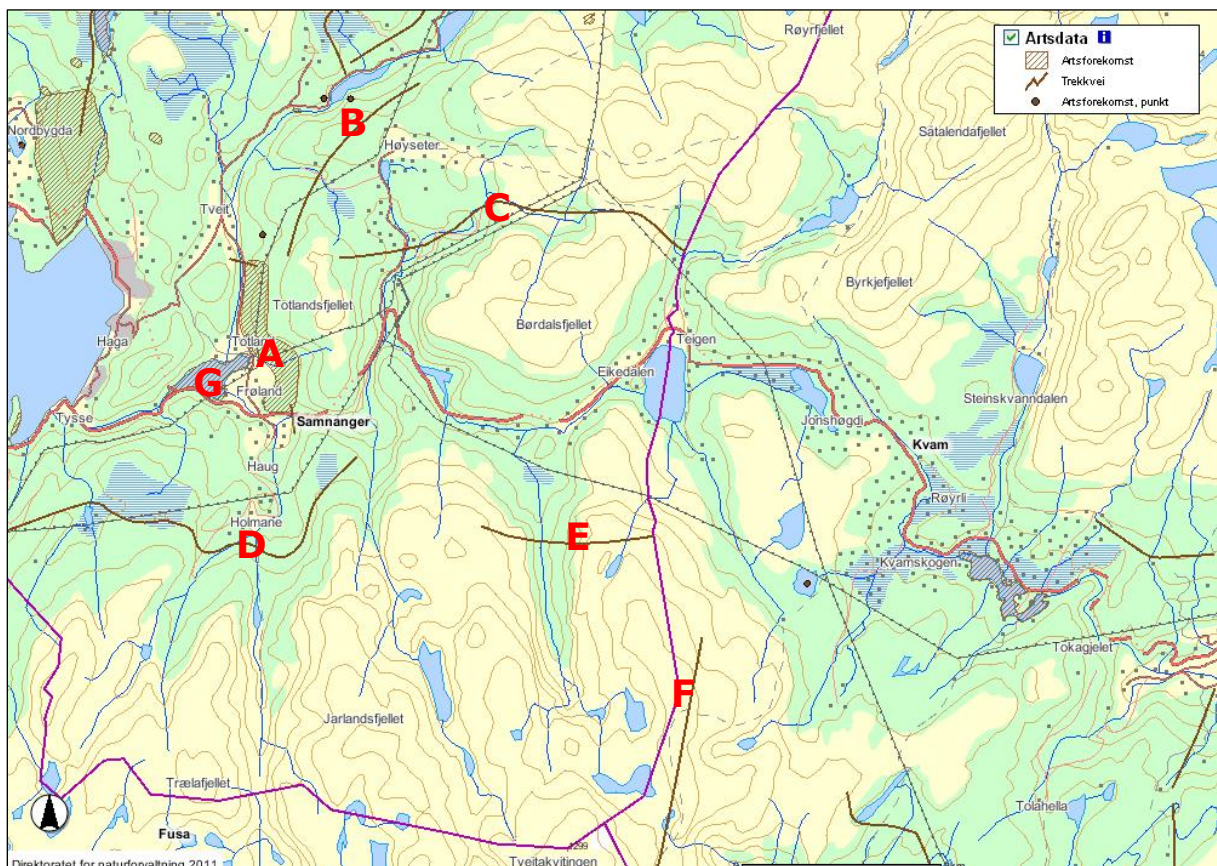 Røyrfjellet
Artsdata
Artsforekomst
Trekkvei
Artsforekomst, punkt
B
Nordbygda
Høyseter
Såtalendafjellet
C
Tveit
Totlandsfjellet
Byrkjefjellet
Børdalsfjellet
Haga
Totland
A
Teigen
G
Eikedalen
Frøland
Steinskvanndalen
Tysse
Samnanger
Jonshøgdi
Kvam
Haug
Røyrli
Holmane
D
E
Kvamskogen
Tokagjelet
F
Jarlandsfjellet
Trælafjellet
Tolahella
Fusa
1299
Direktoratet for naturforvaltning 2011
Tveitakvitingen